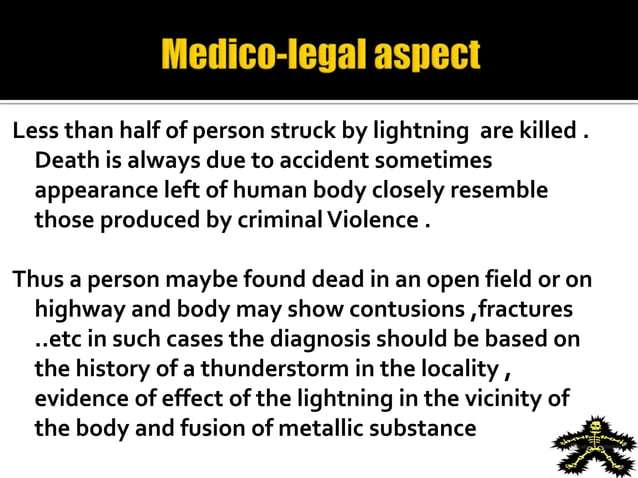 Medico-legal aspect
Less than half of person struck by lightning are killed .
Death is always due to accident sometimes
appearance left of human body closely resemble
those produced by criminal Violence .
Thus a person maybe found dead in an open field or on
highway and body may show contusions ,fractures
..etc in such cases the diagnosis should be based on
the history of a thunderstorm in the locality ,
evidence of effect of the lightning in the vicinity of
the body and fusion of metallic substance